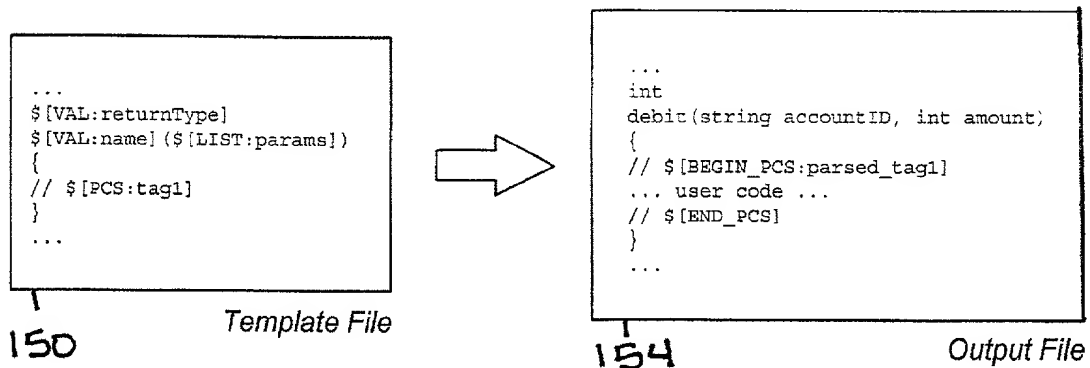 ...
$[VAL:returnType]
$[VAL:name]($[LIST:params])
{
// $[PCS:tag1]
}
...
150
Template File
...
int
debit(string accountID, int amount)
{
// $[BEGIN_PCS:parsed_tag1]
... user code ...
// $[END_PCS]
}
...
154
Output File